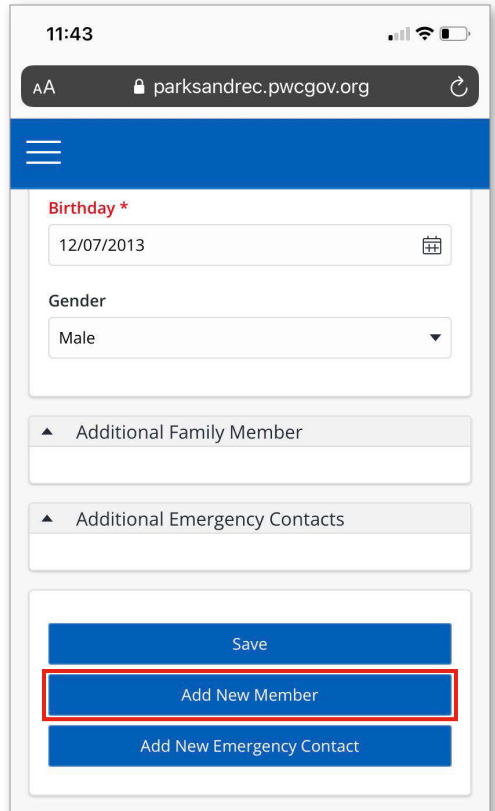 11:43
AA parksandrec.pwcgov.org
Birthday *
12/07/2013
Gender
Male
Additional Family Member
Additional Emergency Contacts
Save
Add New Member
Add New Emergency Contact